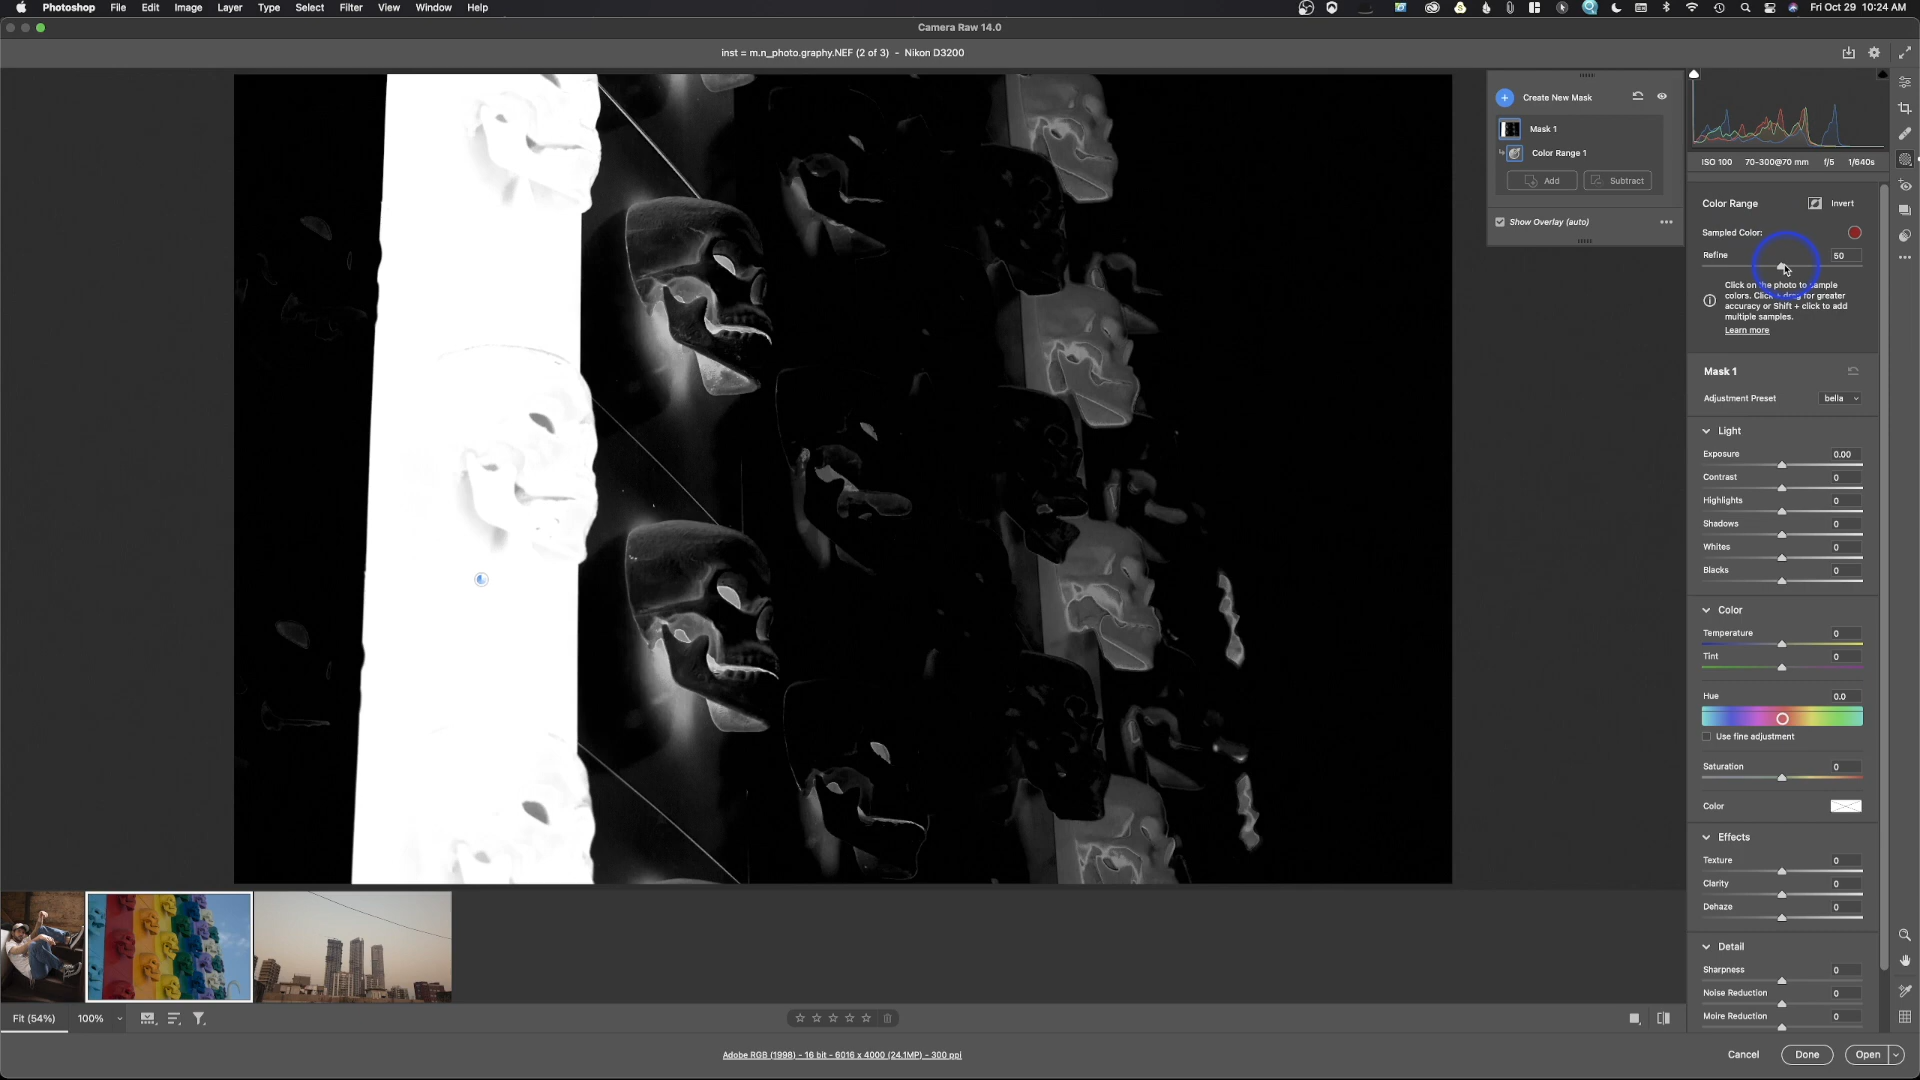 Photoshop File Edit Image Layer Type Select Filter View Window Help
Fri Oct 29 10:24 AM
Camera Raw 14.0
inst = m.n_photo.graphy.NEF (2 of 3) - Nikon D3200
Create New Mask
Mask 1
Color Range 1
Add Subtract
Show Overlay (auto)
ISO 100 70-300@70 mm f/5 1/640s
Color Range Invert
Sampled Color:
Refine 50
Click on the photo to sample
colors. Click + drag for greater
accuracy or Shift + click to add
multiple samples.
Learn more
Mask 1
Adjustment Preset bella
Light
Exposure 0.00
Contrast 0
Highlights 0
Shadows 0
Whites 0
Blacks 0
Color
Temperature 0
Tint 0
Hue 0.0
Use fine adjustment
Saturation 0
Color
Effects
Texture 0
Clarity 0
Dehaze 0
Detail
Sharpness 0
Noise Reduction 0
Moire Reduction 0
Fit (54%) 100%
Adobe RGB (1998) - 16 bit - 6016 x 4000 (24.1MP) - 300 ppi
Cancel Done Open